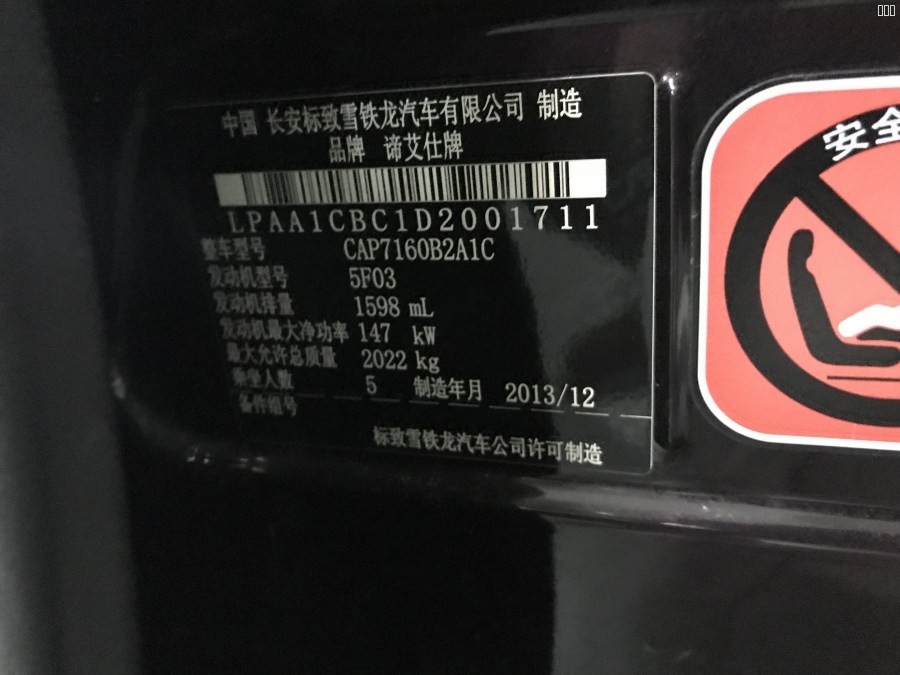 中国 长安标致雪铁龙汽车有限公司 制造
品牌 谛艾仕牌
LPAA1CBC1D2001711
整车型号 CAP7160B2A1C
发动机型号 5F03
发动机排量 1598 mL
发动机最大净功率 147 kW
最大允许总质量 2022 kg
乘坐人数 5 制造年月 2013/12
备件组号
标致雪铁龙汽车公司许可制造
安全